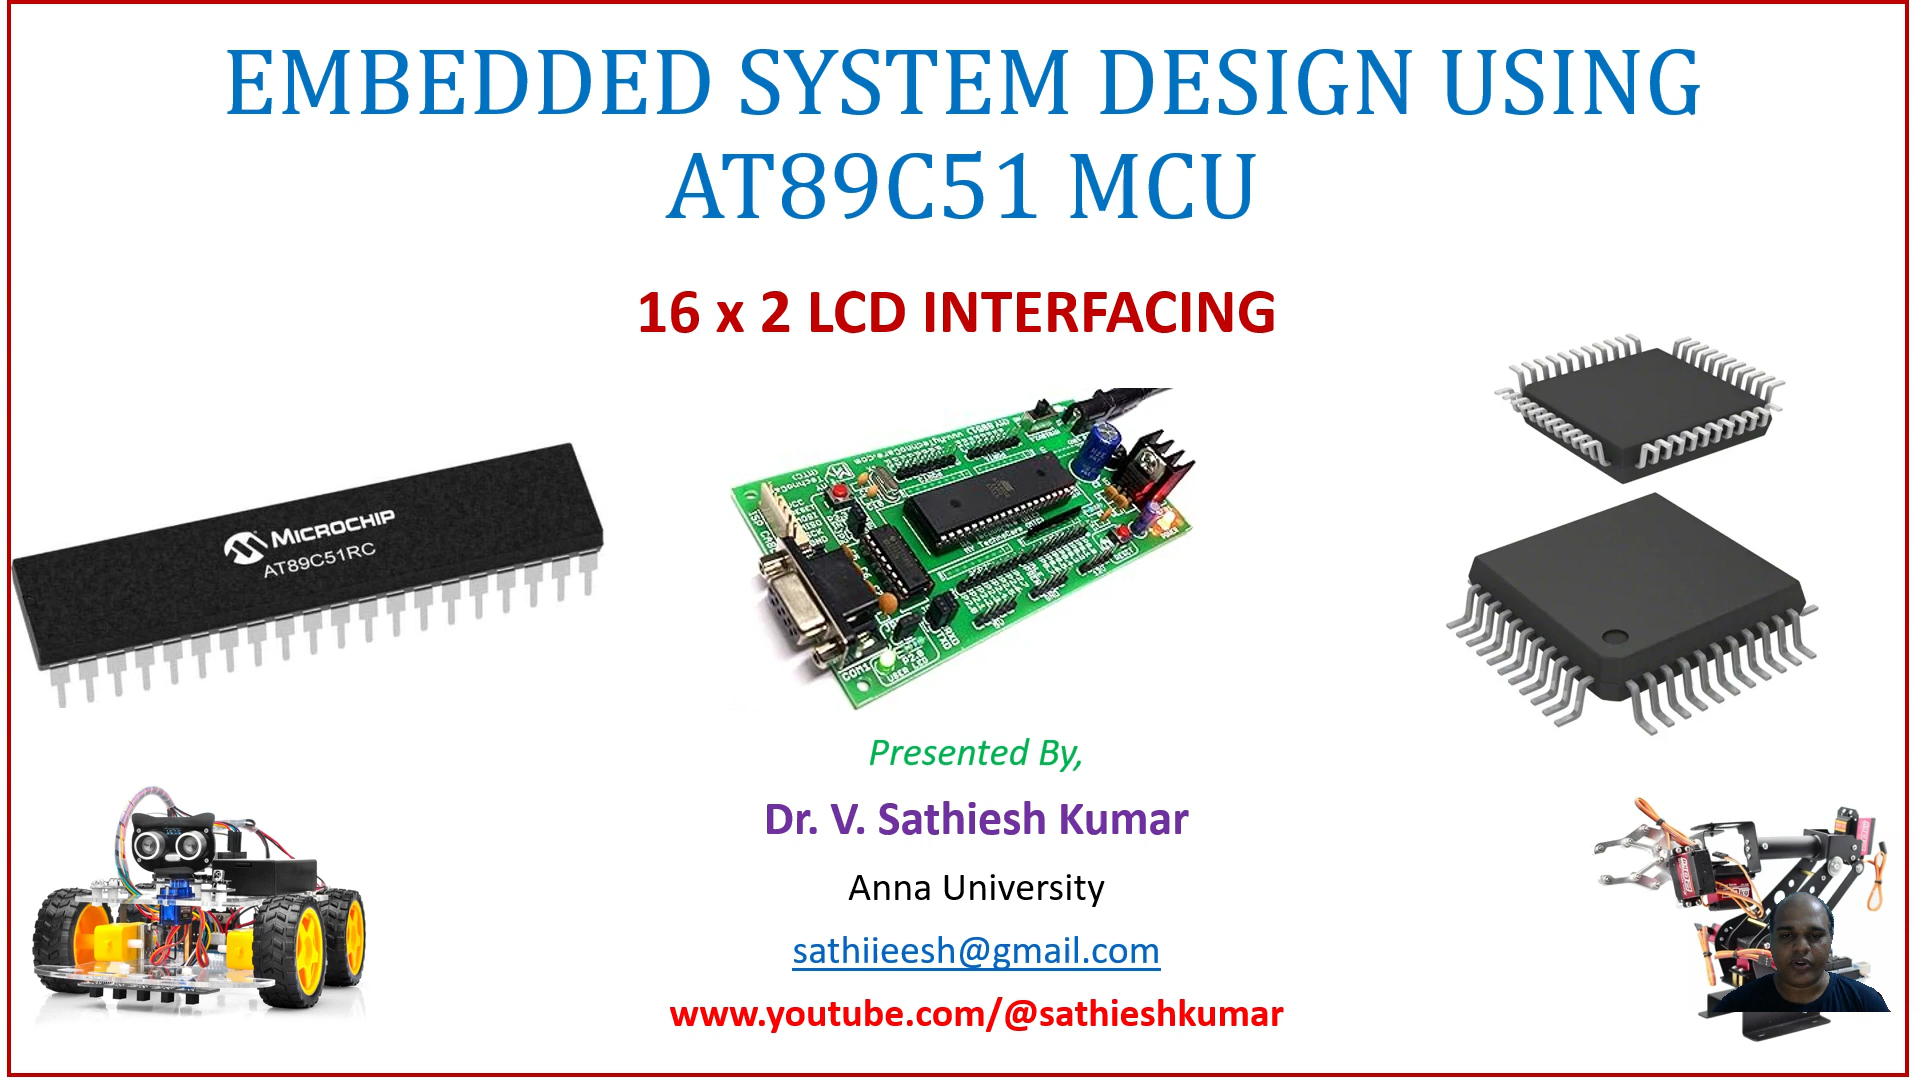 EMBEDDED SYSTEM DESIGN USING
AT89C51 MCU
16 x 2 LCD INTERFACING
MICROCHIP
AT89C51RC
Presented By,
Dr. V. Sathiesh Kumar
Anna University
sathiieesh@gmail.com
www.youtube.com/@sathieshkumar